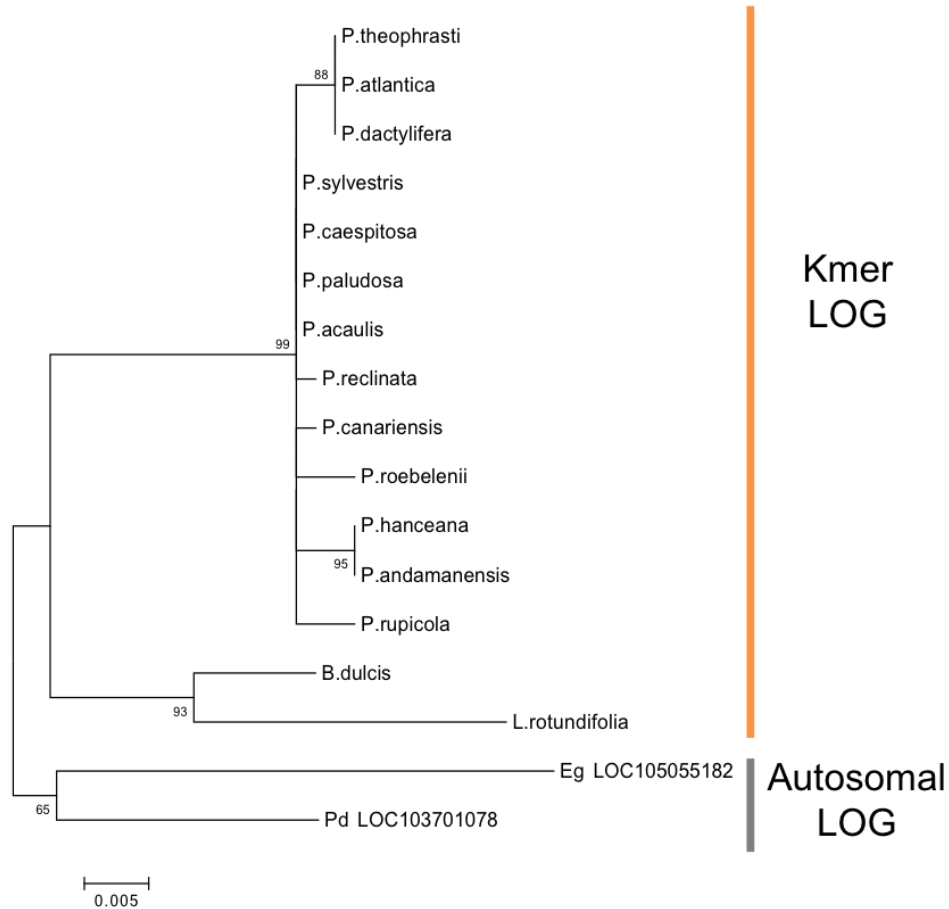 P.theophrasti
88
P.atlantica
P.dactylifera
P.sylvestris
P.caespitosa
P.paludosa
P.acaulis
99
P.reclinata
P.canariensis
P.roebelenii
P.hanceana
95
P.andamanensis
P.rupicola
B.dulcis
93
L.rotundifolia
Kmer
LOG
Eg LOC105055182
65
Pd LOC103701078
Autosomal
LOG
0.005